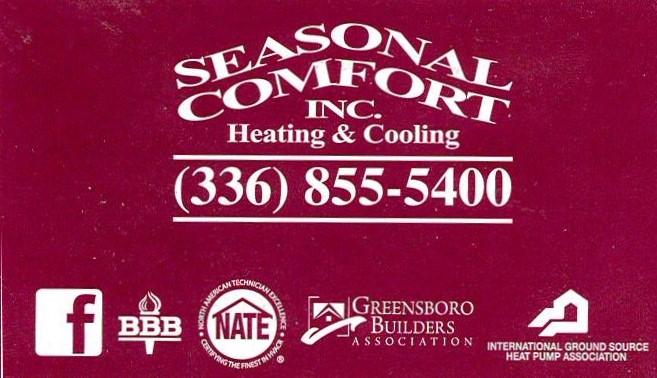 SEASONAL
COMFORT
INC.
Heating & Cooling
(336) 855-5400
f
BBB
NORTH AMERICAN TECHNICIAN EXCELLENCE
NATE
CERTIFYING THE FINEST IN HVACR
®
GREENSBORO
BUILDERS
ASSOCIATION
INTERNATIONAL GROUND SOURCE
HEAT PUMP ASSOCIATION